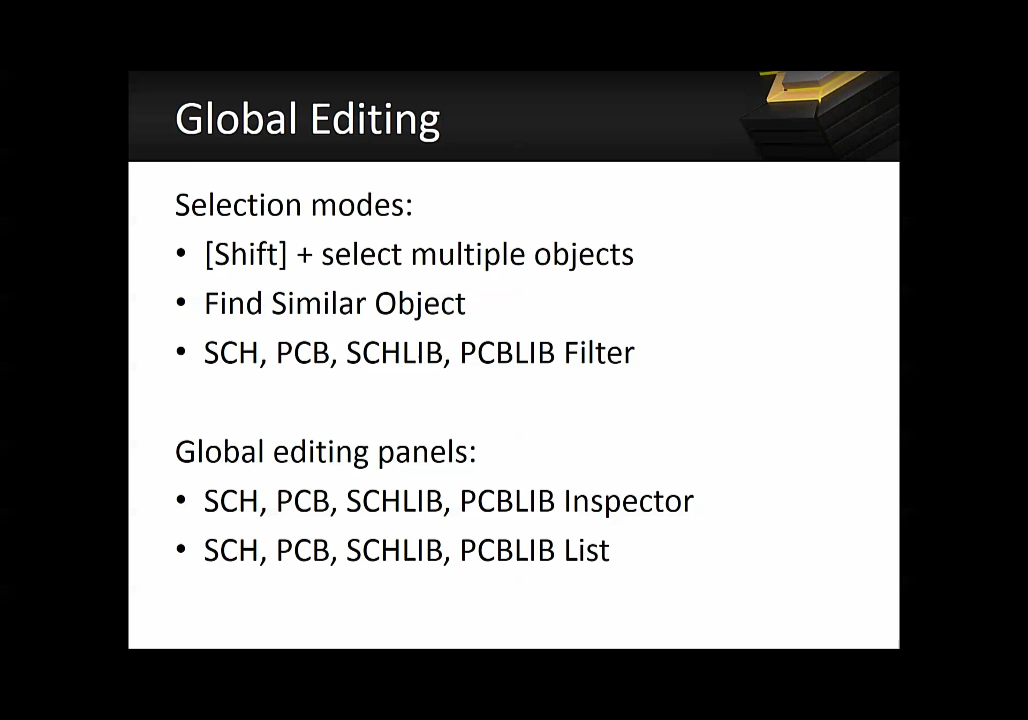 Global Editing
Selection modes:
• [Shift] + select multiple objects
• Find Similar Object
• SCH, PCB, SCHLIB, PCBLIB Filter
Global editing panels:
• SCH, PCB, SCHLIB, PCBLIB Inspector
• SCH, PCB, SCHLIB, PCBLIB List